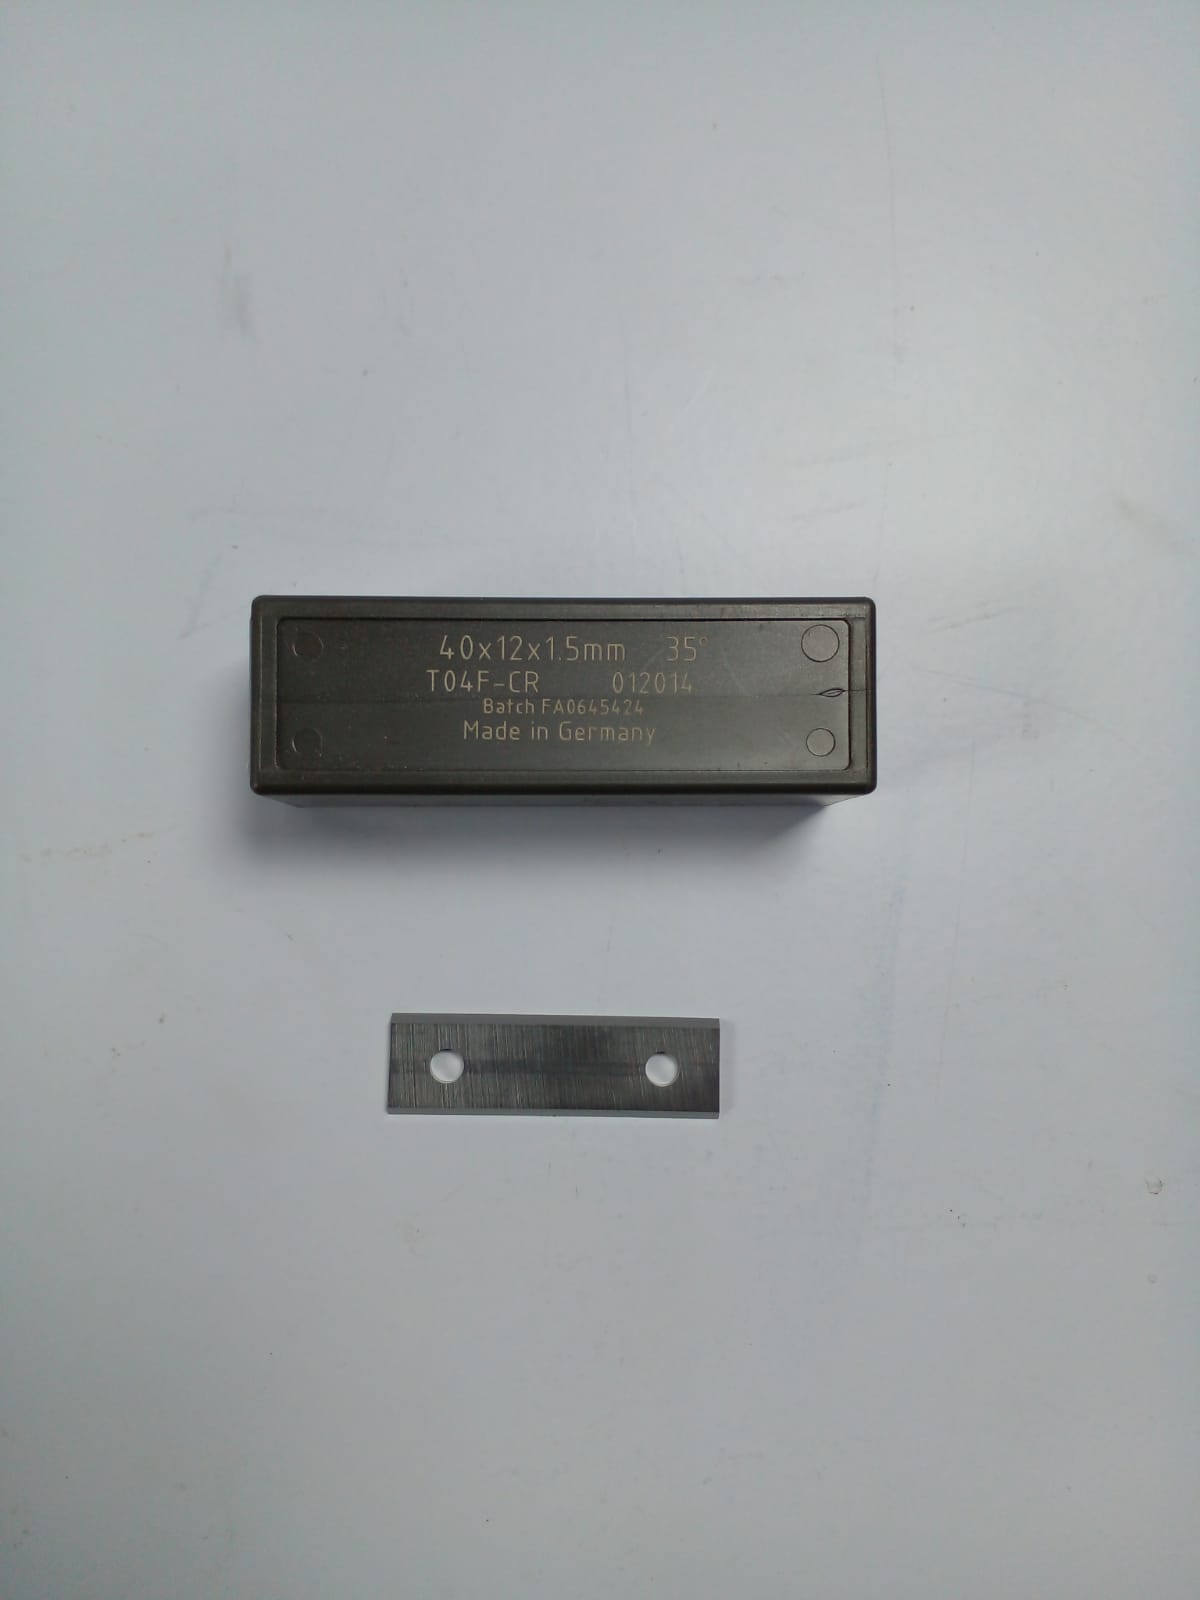 40x12x1.5mm 35°
T04F-CR 012014
Batch FA0645424
Made in Germany